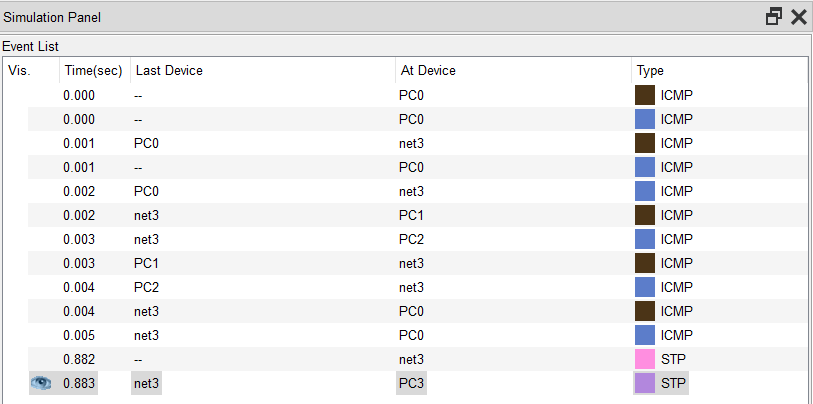 Simulation Panel
Event List
Vis. Time(sec) Last Device At Device Type
0.000 -- PC0 ICMP
0.000 -- PC0 ICMP
0.001 PC0 net3 ICMP
0.001 -- PC0 ICMP
0.002 PC0 net3 ICMP
0.002 net3 PC1 ICMP
0.003 net3 PC2 ICMP
0.003 PC1 net3 ICMP
0.004 PC2 net3 ICMP
0.004 net3 PC0 ICMP
0.005 net3 PC0 ICMP
0.882 -- net3 STP
0.883 net3 PC3 STP